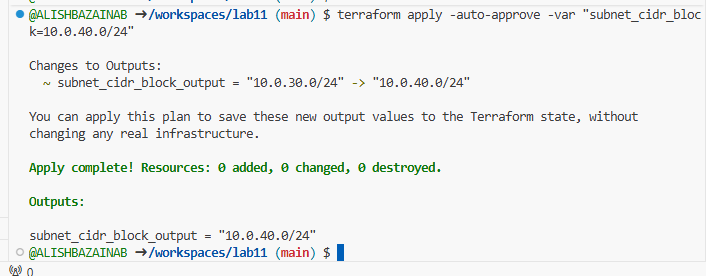 @ALISHBAZAINAB ➜/workspaces/lab11 (main) $ terraform apply -auto-approve -var "subnet_cidr_bloc
k=10.0.40.0/24"
Changes to Outputs:
~ subnet_cidr_block_output = "10.0.30.0/24" -> "10.0.40.0/24"
You can apply this plan to save these new output values to the Terraform state, without
changing any real infrastructure.
Apply complete! Resources: 0 added, 0 changed, 0 destroyed.
Outputs:
subnet_cidr_block_output = "10.0.40.0/24"
@ALISHBAZAINAB ➜/workspaces/lab11 (main) $
0